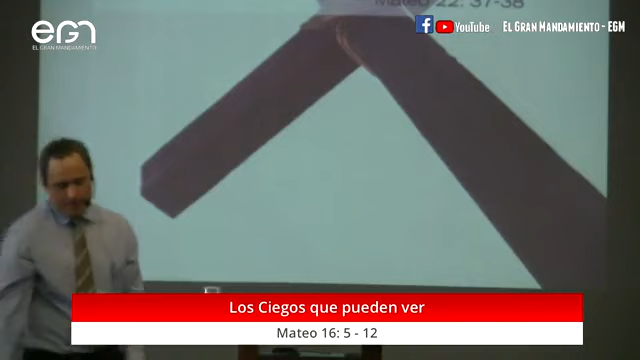 Mateo 22: 37-38
EGM
EL GRAN MANDAMIENTO
YouTube
EL GRAN MANDAMIENTO - EGM
Los Ciegos que pueden ver
Mateo 16: 5 - 12